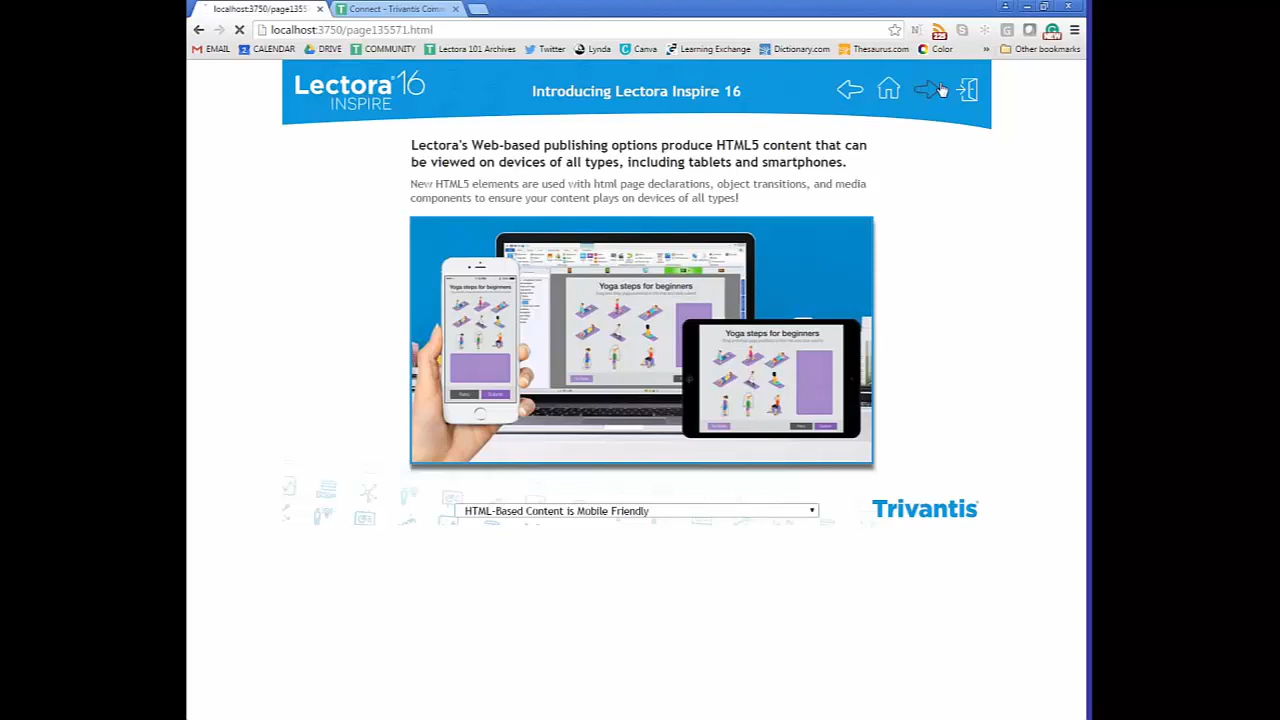 localhost:3750/page1355
Connect - Trivantis Com
localhost:3750/page135571.html
EMAIL CALENDAR DRIVE COMMUNITY Lectora 101 Archives Twitter Lynda Canva Learning Exchange Dictionary.com Thesaurus.com Color » Other bookmarks
Lectora 16
INSPIRE
Introducing Lectora Inspire 16
Lectora's Web-based publishing options produce HTML5 content that can
be viewed on devices of all types, including tablets and smartphones.
New HTML5 elements are used with html page declarations, object transitions, and media
components to ensure your content plays on devices of all types!
Yoga steps for beginners
Yoga steps for beginners
Yoga steps for beginners
HTML-Based Content is Mobile Friendly
Trivantis